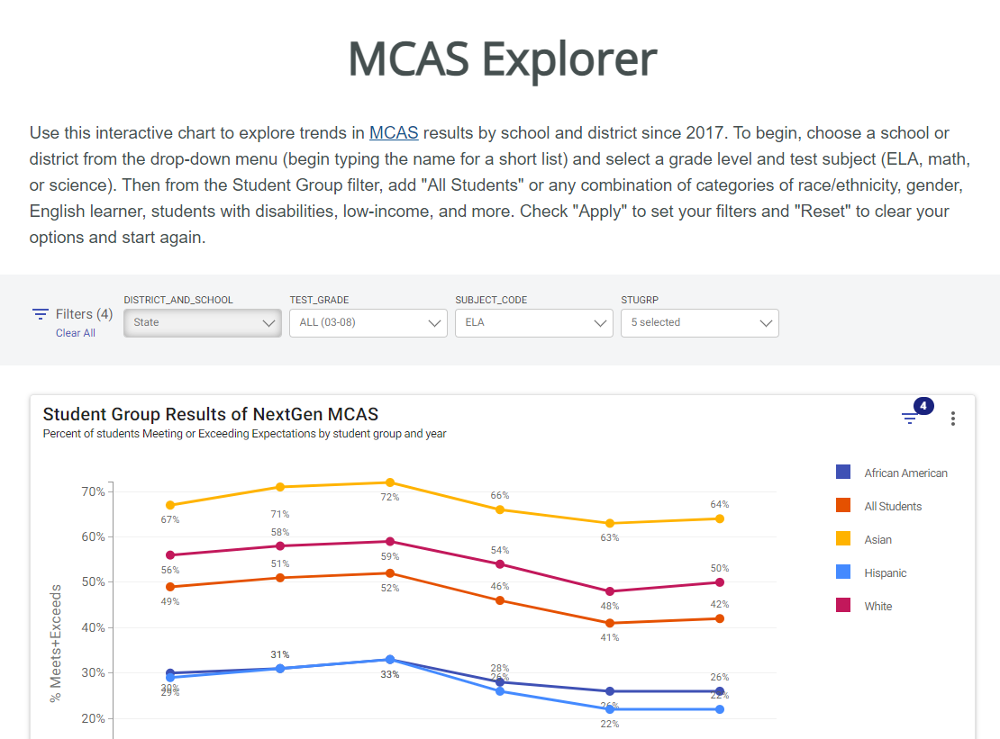 MCAS Explorer
Use this interactive chart to explore trends in MCAS results by school and district since 2017. To begin, choose a school or
district from the drop-down menu (begin typing the name for a short list) and select a grade level and test subject (ELA, math,
or science). Then from the Student Group filter, add "All Students" or any combination of categories of race/ethnicity, gender,
English learner, students with disabilities, low-income, and more. Check "Apply" to set your filters and "Reset" to clear your
options and start again.
Filters (4)
Clear All
DISTRICT_AND_SCHOOL
State
TEST_GRADE
ALL (03-08)
SUBJECT_CODE
ELA
STUGRP
5 selected
Student Group Results of NextGen MCAS
4
Percent of students Meeting or Exceeding Expectations by student group and year
% Meets+Exceeds
70%
60%
50%
40%
30%
20%
67%
71%
72%
66%
63%
64%
56%
58%
59%
54%
48%
50%
49%
51%
52%
46%
41%
42%
30%
31%
33%
28%
26%
26%
29%
26%
22%
22%
African American
All Students
Asian
Hispanic
White